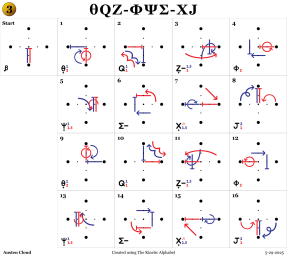 3
θQZ-ΦΨΣ-XJ
Start 1 2 3 4
β θ Q Z- Φ
5 6 7 8
Ψ Σ- X J
9 10 11 12
θ Q Z- Φ
13 14 15 16
Ψ Σ- X J
Austen Cloud Created using The Kinetic Alphabet 5-29-2025